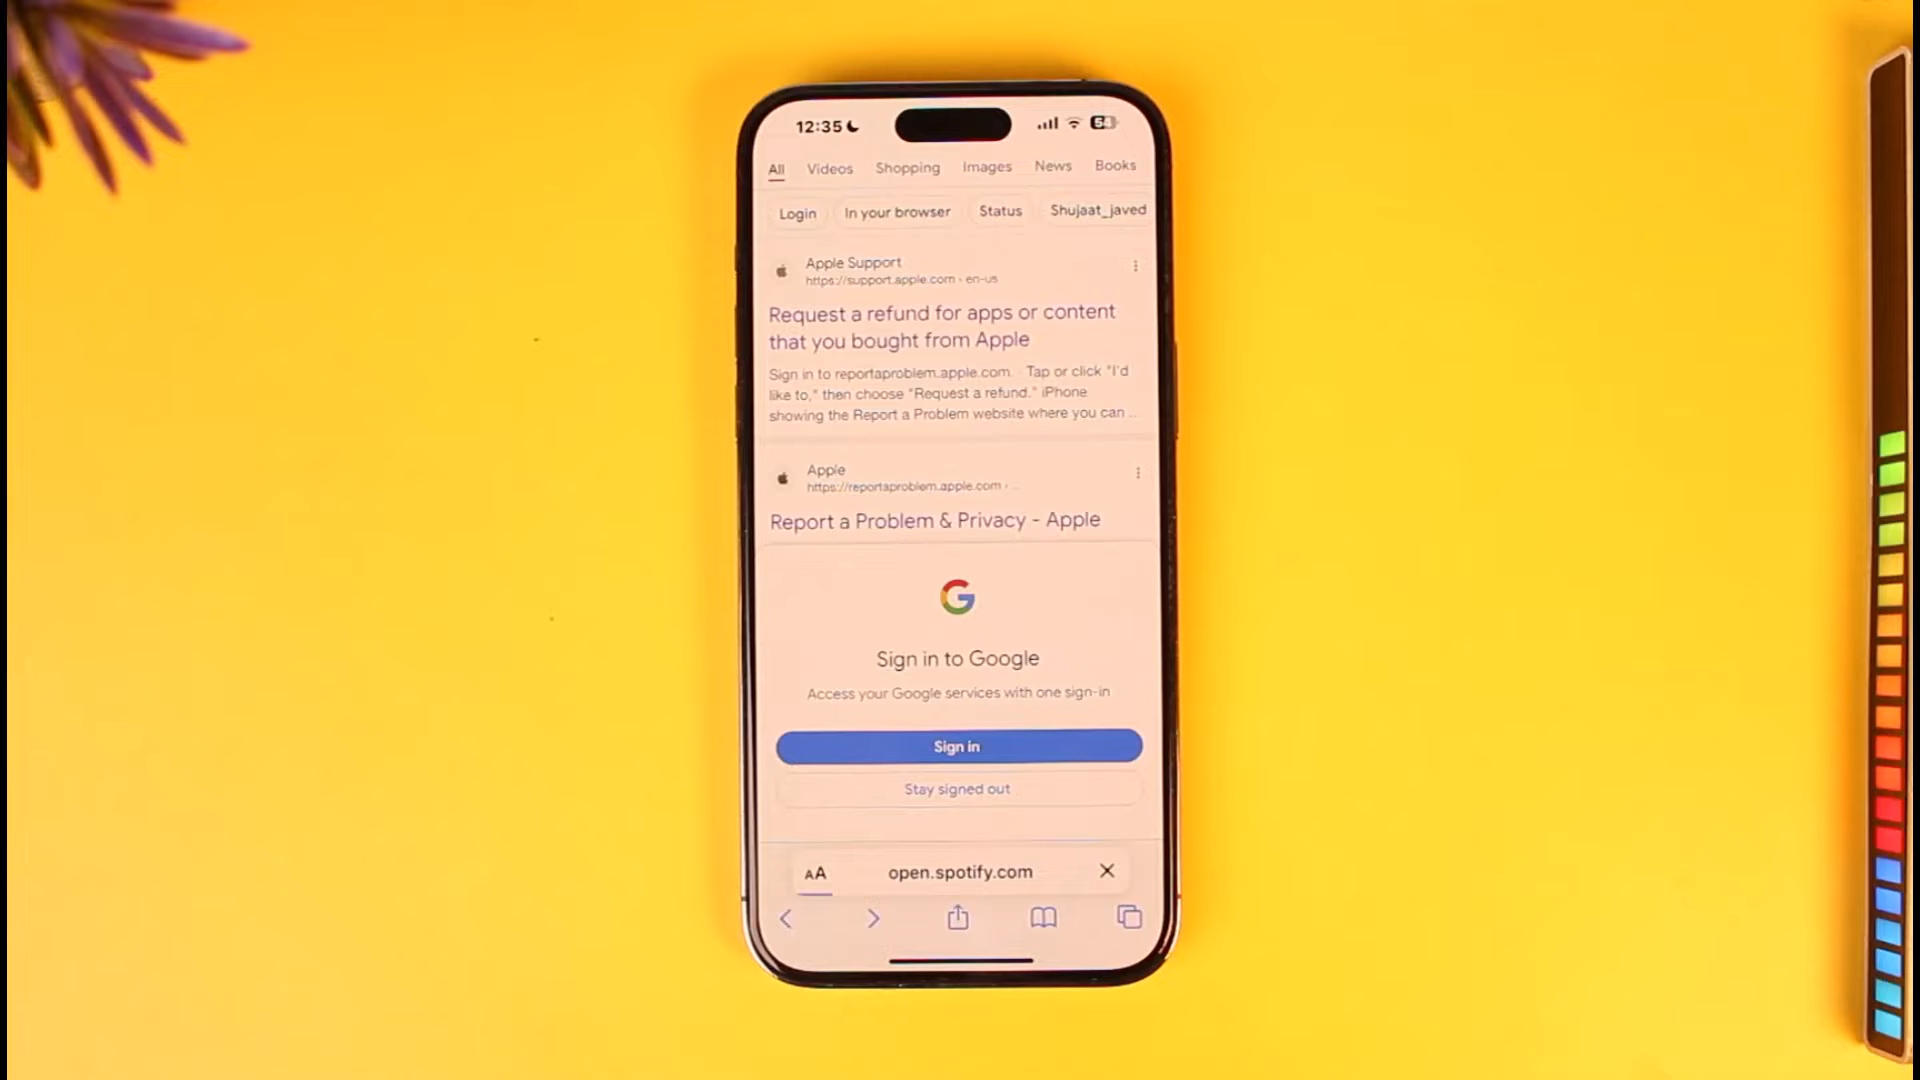 12:35
54
All Videos Shopping Images News Books
Login In your browser Status Shujaat_javed
Apple Support
https://support.apple.com › en-us
Request a refund for apps or content
that you bought from Apple
Sign in to reportaproblem.apple.com. · Tap or click "I'd
like to," then choose "Request a refund." iPhone
showing the Report a Problem website where you can ...
Apple
https://reportaproblem.apple.com › ...
Report a Problem & Privacy - Apple
G
Sign in to Google
Access your Google services with one sign-in
Sign in
Stay signed out
AA open.spotify.com